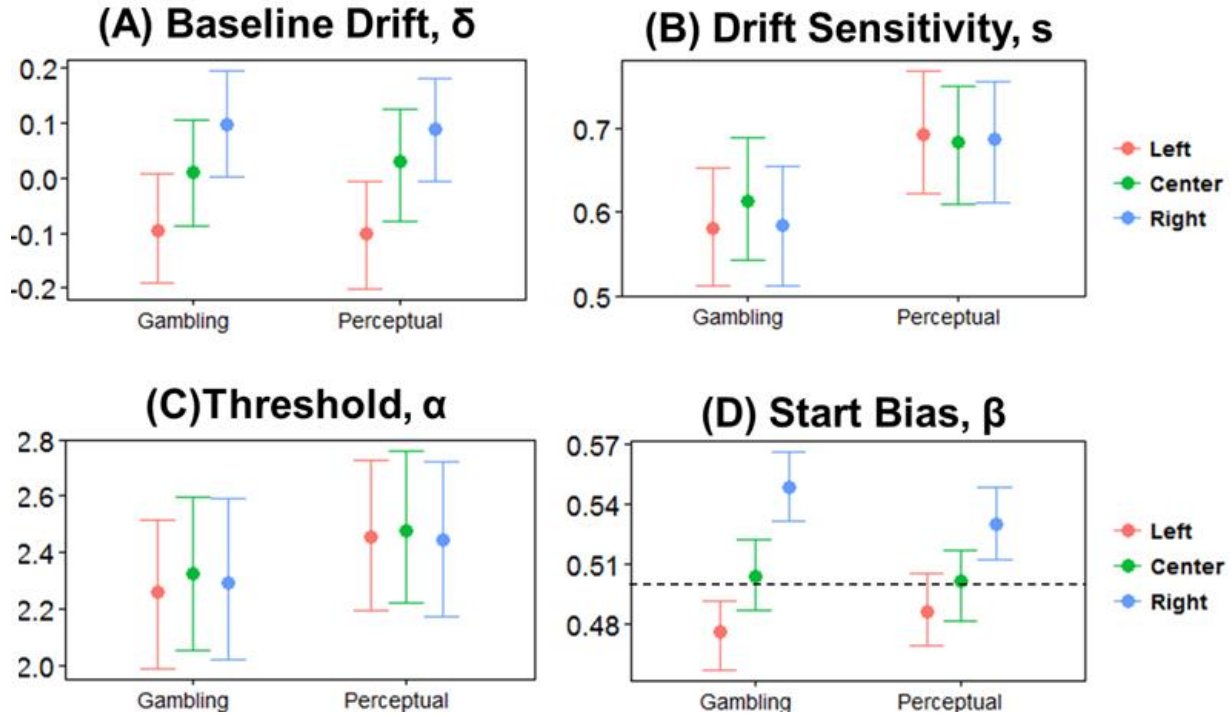 (A) Baseline Drift, δ
0.2
0.1
0.0
-0.1
-0.2
Gambling
Perceptual
(B) Drift Sensitivity, s
0.7
0.6
0.5
Gambling
Perceptual
Left
Center
Right
(C)Threshold, α
2.8
2.6
2.4
2.2
2.0
Gambling
Perceptual
(D) Start Bias, β
0.57
0.54
0.51
0.48
Gambling
Perceptual
Left
Center
Right